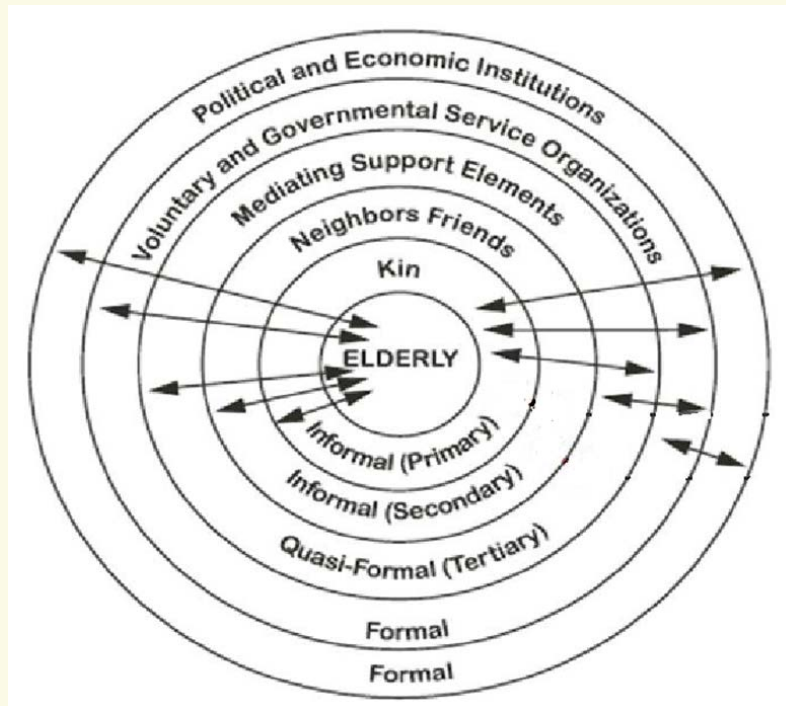 Political and Economic Institutions
Voluntary and Governmental Service Organizations
Mediating Support Elements
Neighbors Friends
Kin
ELDERLY
Informal (Primary)
Informal (Secondary)
Quasi-Formal (Tertiary)
Formal
Formal